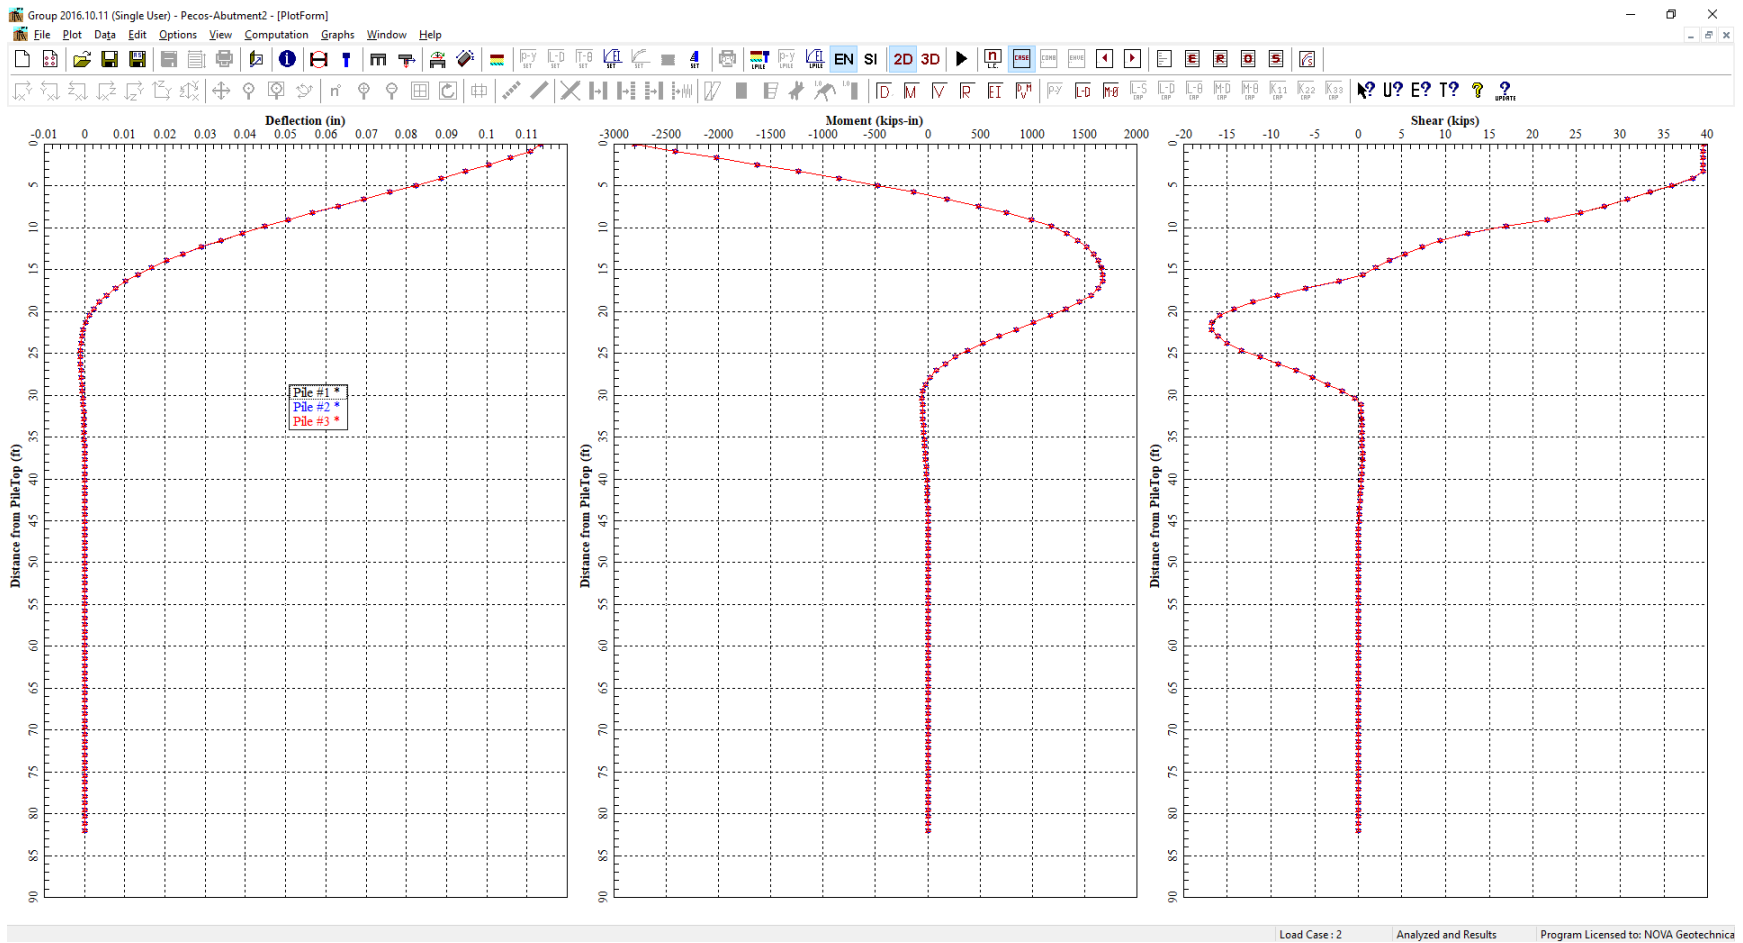 Group 2016.10.11 (Single User) - Pecos-Abutment2 - [PlotForm]
File Plot Data Edit Options View Computation Graphs Window Help
EN SI 2D 3D
Deflection (in)
-0.01 0 0.01 0.02 0.03 0.04 0.05 0.06 0.07 0.08 0.09 0.1 0.11
Distance from PileTop (ft)
0 5 10 15 20 25 30 35 40 45 50 55 60 65 70 75 80 85 90
Pile #1 *
Pile #2 *
Pile #3 *
Moment (kips-in)
-3000 -2500 -2000 -1500 -1000 -500 0 500 1000 1500 2000
Distance from PileTop (ft)
0 5 10 15 20 25 30 35 40 45 50 55 60 65 70 75 80 85 90
Shear (kips)
-20 -15 -10 -5 0 5 10 15 20 25 30 35 40
Distance from PileTop (ft)
0 5 10 15 20 25 30 35 40 45 50 55 60 65 70 75 80 85 90
Load Case : 2 Analyzed and Results Program Licensed to: NOVA Geotechnica